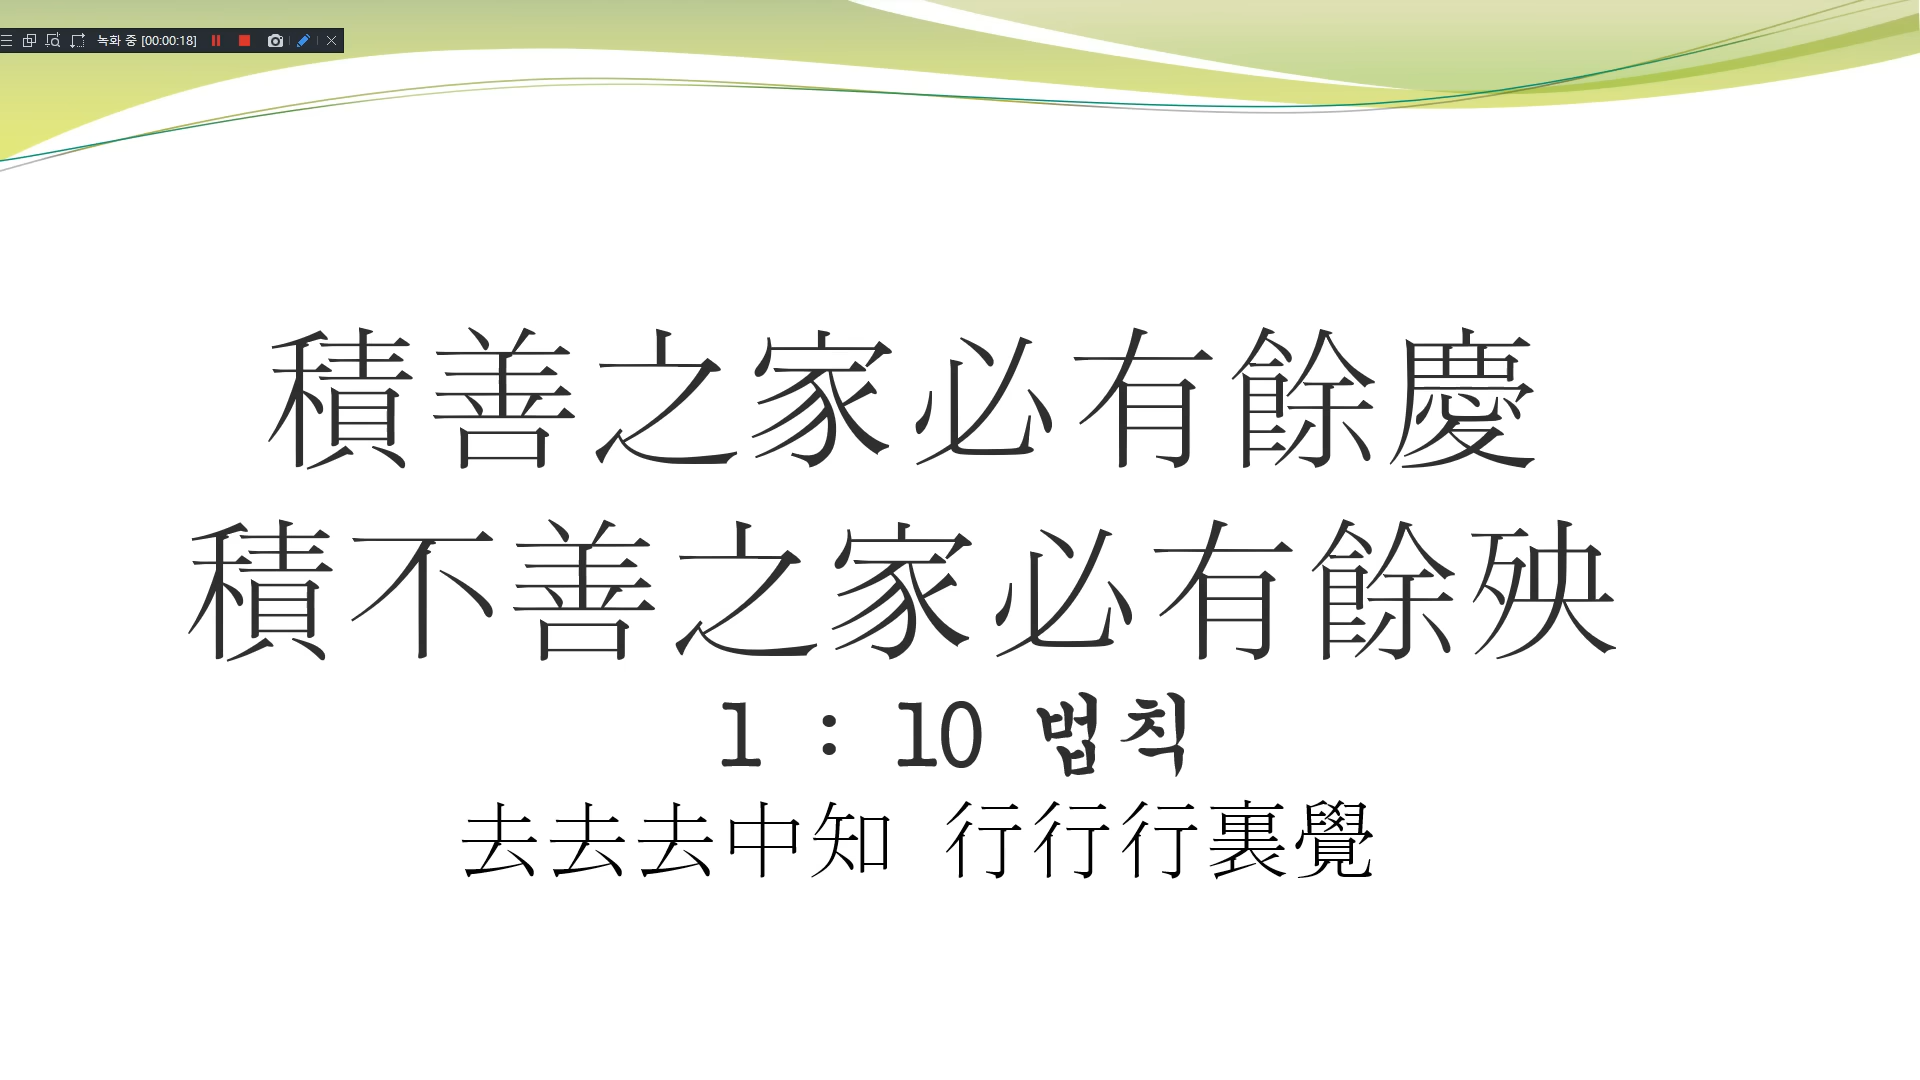 녹화 중 [00:00:18]
積善之家必有餘慶
積不善之家必有餘殃
1 : 10 법칙
去去去中知 行行行裏覺